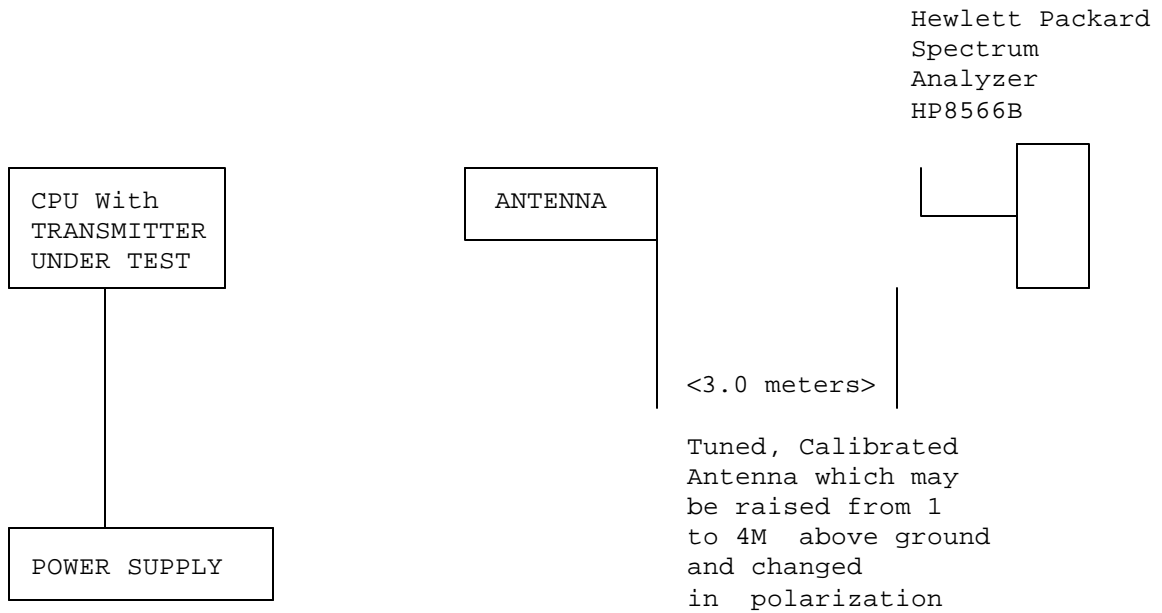 Hewlett Packard
Spectrum
Analyzer
HP8566B
CPU With
TRANSMITTER
UNDER TEST
ANTENNA
<3.0 meters>
Tuned, Calibrated
Antenna which may
be raised from 1
to 4M above ground
and changed
in polarization
POWER SUPPLY